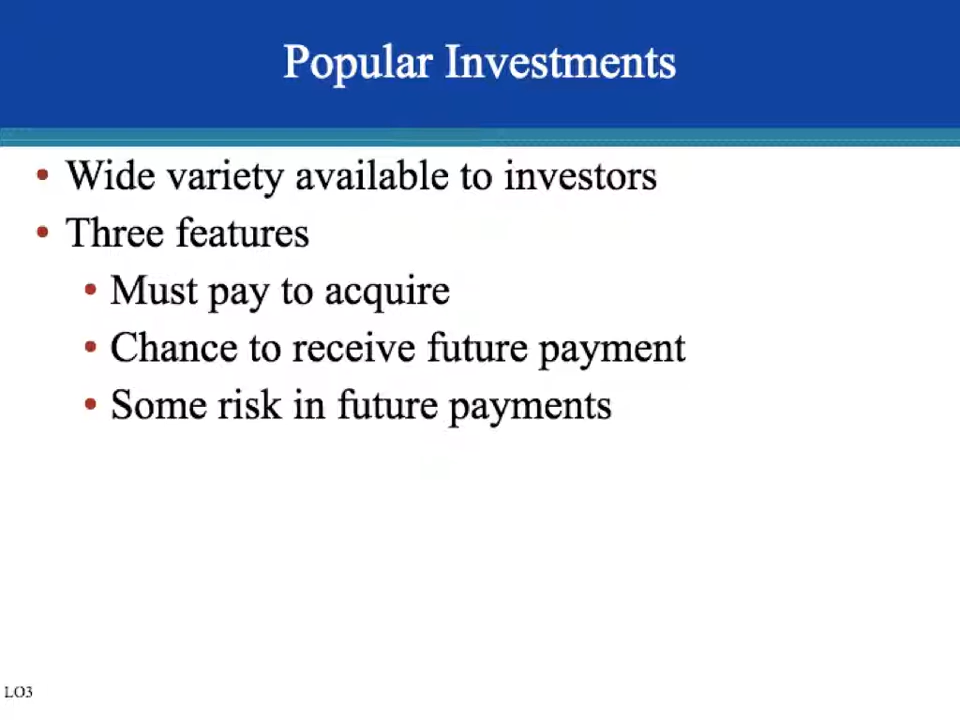 Popular Investments
• Wide variety available to investors
• Three features
• Must pay to acquire
• Chance to receive future payment
• Some risk in future payments
LO3